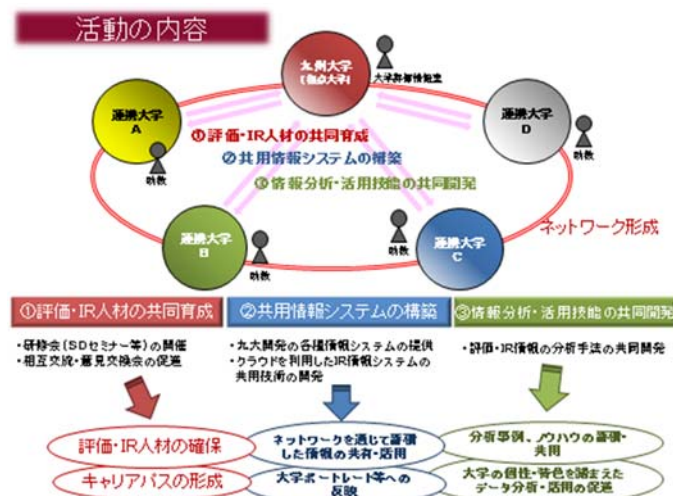 活動の内容
九州大学
[拠点大学]
大学評価情報室
連携大学
A
助教
連携大学
D
助教
①評価・IR人材の共同育成
②共用情報システムの構築
③情報分析・活用技能の共同開発
連携大学
B
助教
助教
連携大学
C
ネットワーク形成
①評価・IR人材の共同育成
・研修会(SDセミナー等)の開催
・相互交流・意見交換会の促進
評価・IR人材の確保
キャリアパスの形成
②共用情報システムの構築
・九大開発の各種情報システムの提供
・クラウドを利用したIR情報システムの
共用技術の開発
ネットワークを通じて蓄積
した情報の共有・活用
大学ポートレート等への
反映
③情報分析・活用技能の共同開発
・評価・IR情報の分析手法の共同開発
分析事例、ノウハウの蓄積・
共用
大学の個性・特色を踏まえた
データ分析・活用の促進